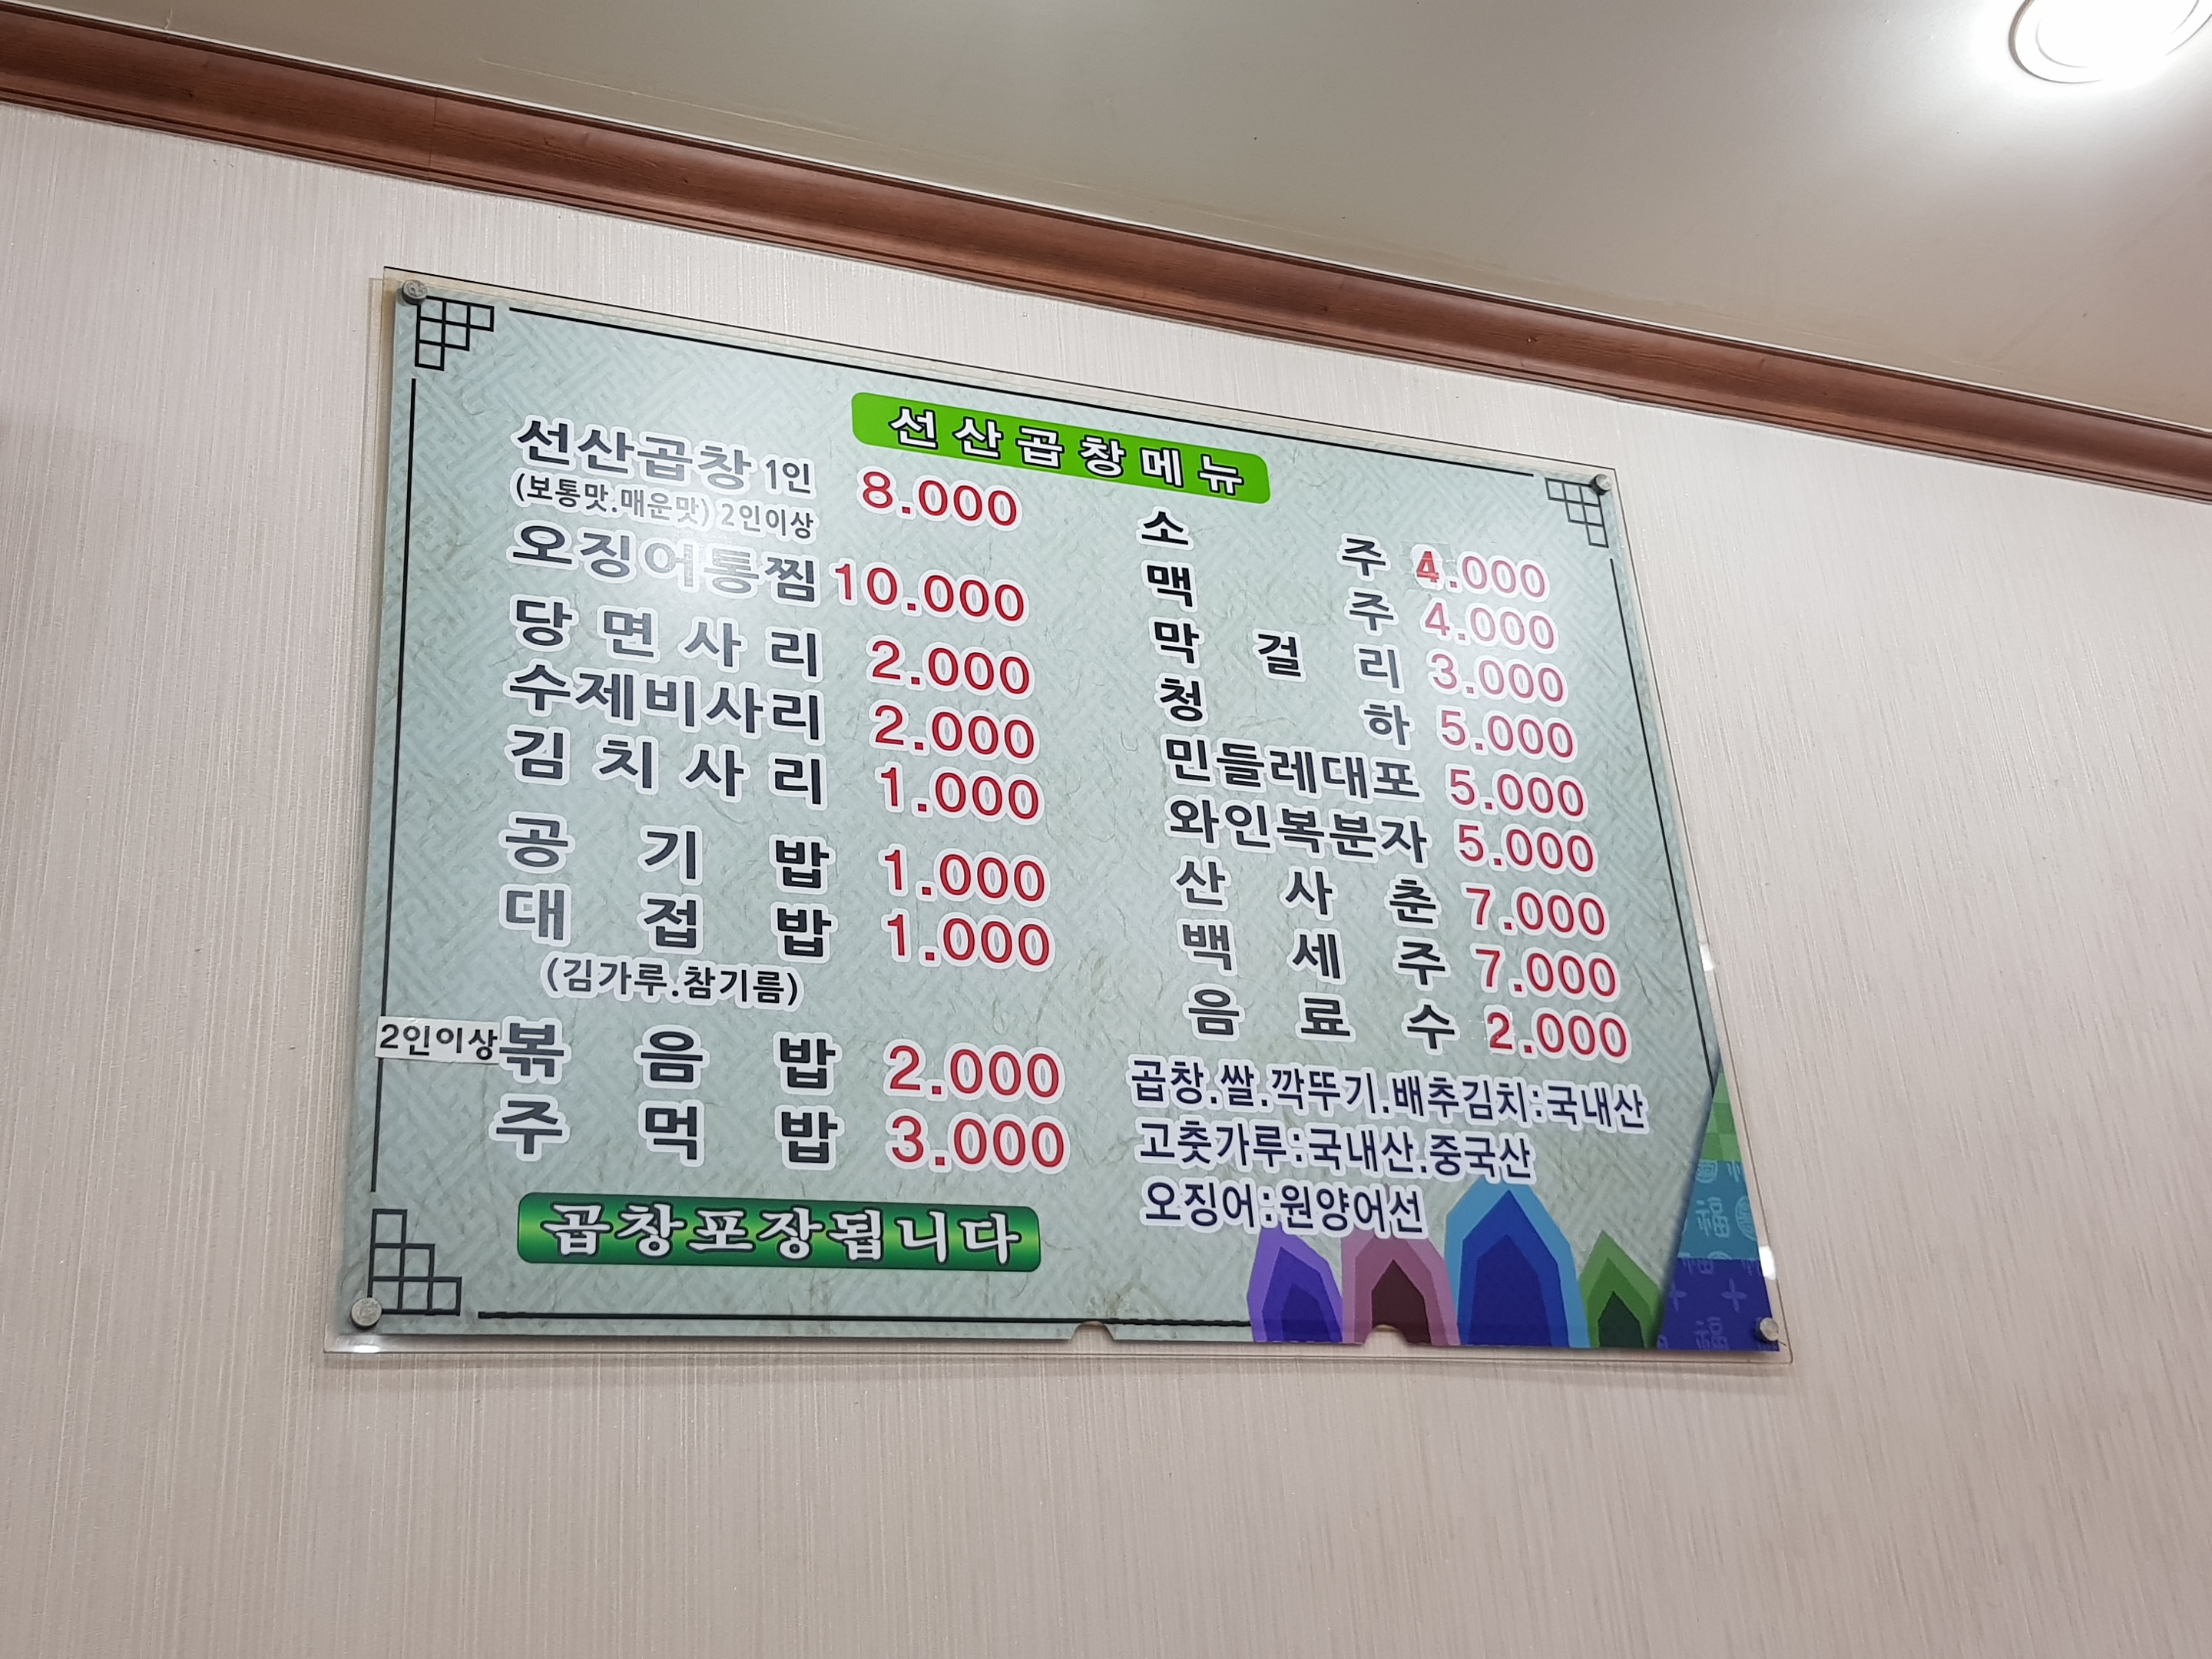 선산곱창메뉴
선산곱창 1인 8.000
(보통맛.매운맛) 2인이상
오징어통찜 10.000
당면사리 2.000
수제비사리 2.000
김치사리 1.000
공기밥 1.000
대접밥 1.000
(김가루.참기름)
2인이상 볶음밥 2.000
주먹밥 3.000
곱창포장됩니다
소주 4.000
맥주 4.000
막걸리 3.000
청하 5.000
민들레대포 5.000
와인복분자 5.000
산사춘 7.000
백세주 7.000
음료수 2.000
곱창.쌀.깍뚜기.배추김치:국내산
고춧가루:국내산.중국산
오징어:원양어선
福
福